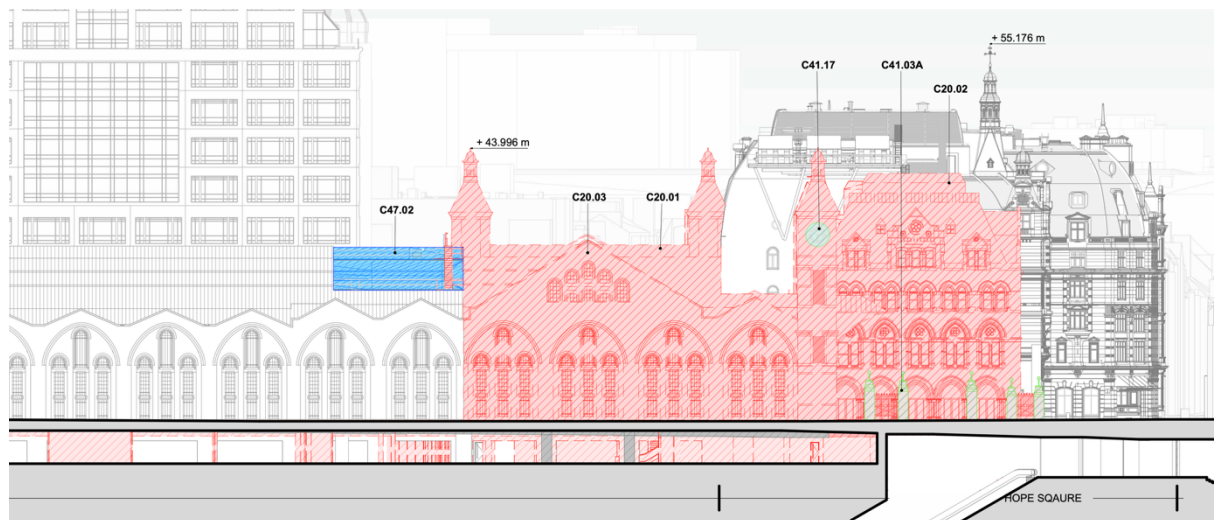 + 55.176 m
C41.17
C41.03A
C20.02
+ 43.996 m
C47.02
C20.03
C20.01
HOPE SQAURE